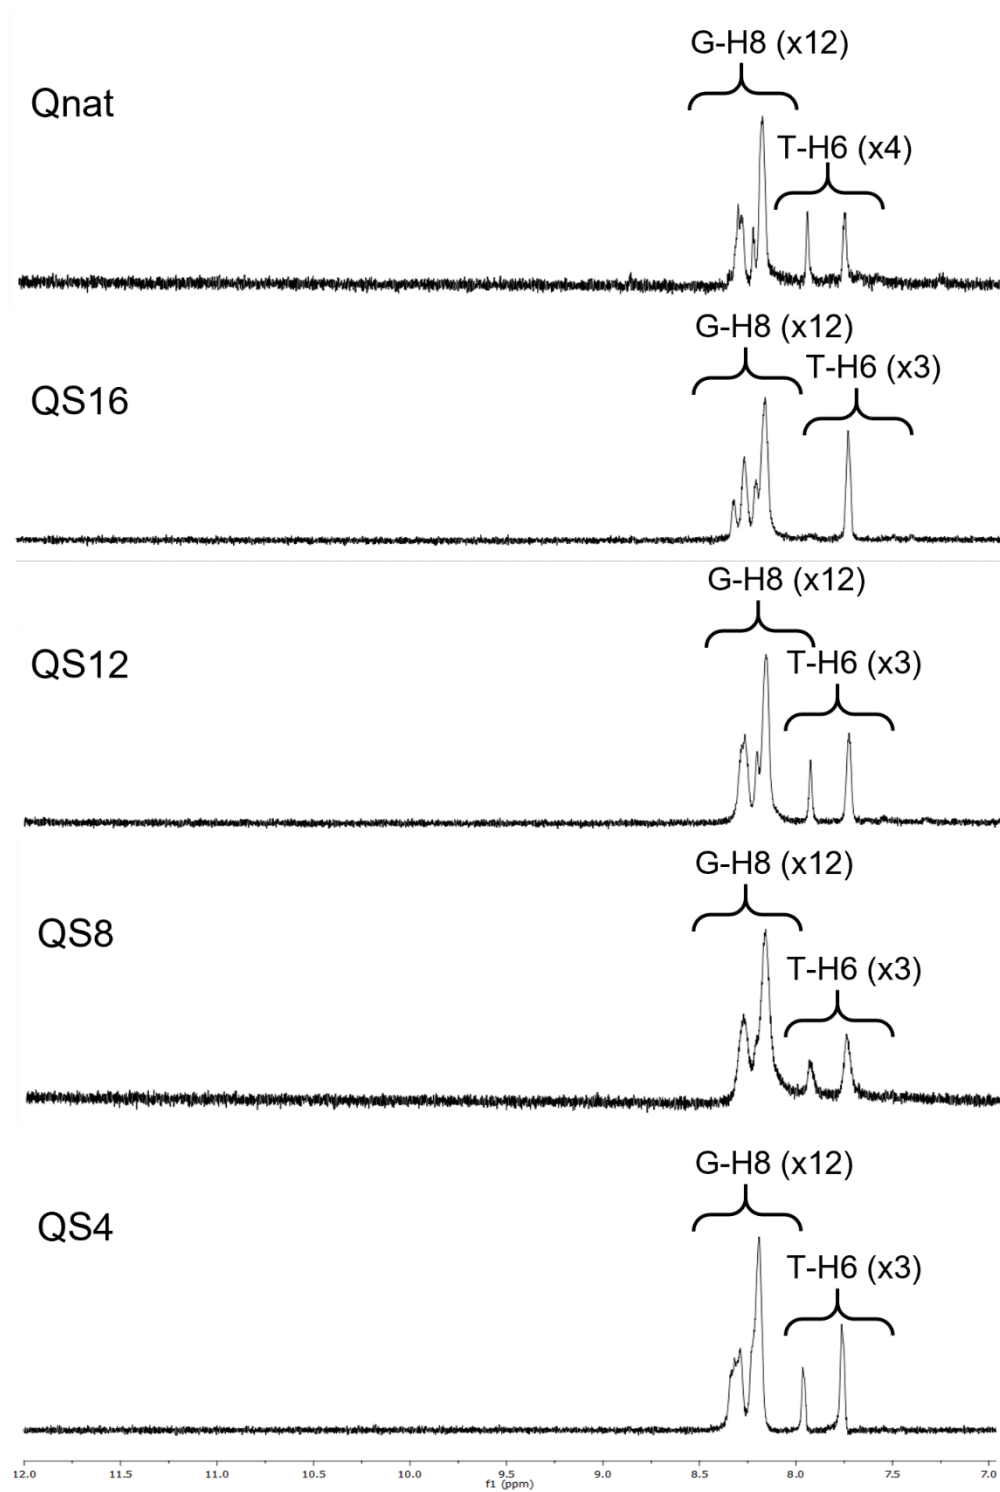 G-H8 (x12)
Qnat
T-H6 (x4)
G-H8 (x12)
T-H6 (x3)
QS16
G-H8 (x12)
QS12
T-H6 (x3)
G-H8 (x12)
QS8
T-H6 (x3)
G-H8 (x12)
QS4
T-H6 (x3)
12.0 11.5 11.0 10.5 10.0 9.5 9.0 8.5 8.0 7.5 7.0
f1 (ppm)